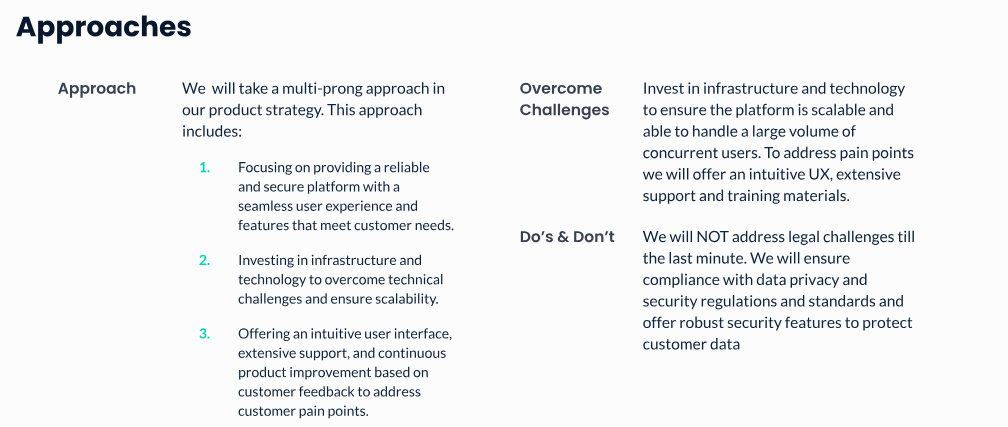 Approaches
Approach
We will take a multi-prong approach in
our product strategy. This approach
includes:
1. Focusing on providing a reliable
and secure platform with a
seamless user experience and
features that meet customer needs.
2. Investing in infrastructure and
technology to overcome technical
challenges and ensure scalability.
3. Offering an intuitive user interface,
extensive support, and continuous
product improvement based on
customer feedback to address
customer pain points.
Overcome
Challenges
Invest in infrastructure and technology
to ensure the platform is scalable and
able to handle a large volume of
concurrent users. To address pain points
we will offer an intuitive UX, extensive
support and training materials.
Do’s & Don’t
We will NOT address legal challenges till
the last minute. We will ensure
compliance with data privacy and
security regulations and standards and
offer robust security features to protect
customer data